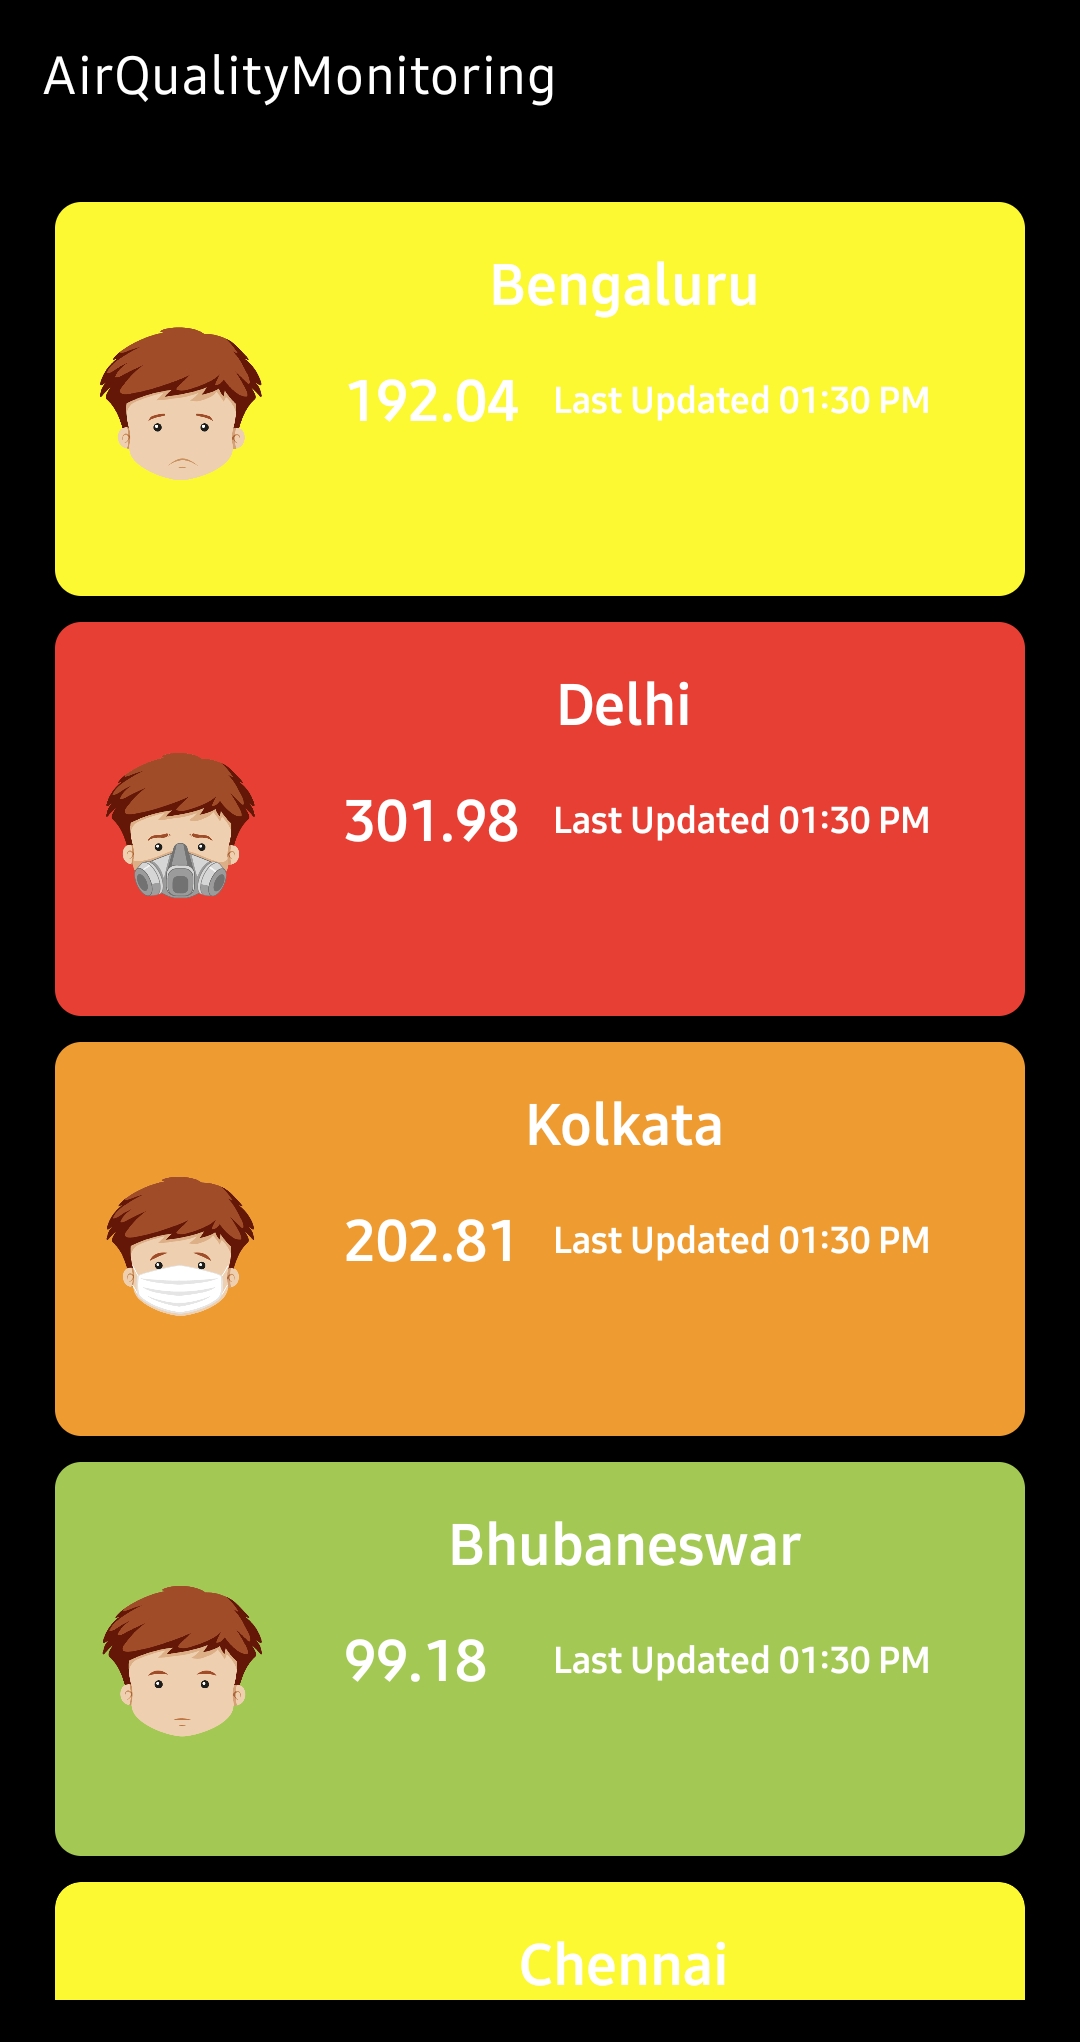 AirQualityMonitoring
Bengaluru
192.04 Last Updated 01:30 PM
Delhi
301.98 Last Updated 01:30 PM
Kolkata
202.81 Last Updated 01:30 PM
Bhubaneswar
99.18 Last Updated 01:30 PM
Chennai